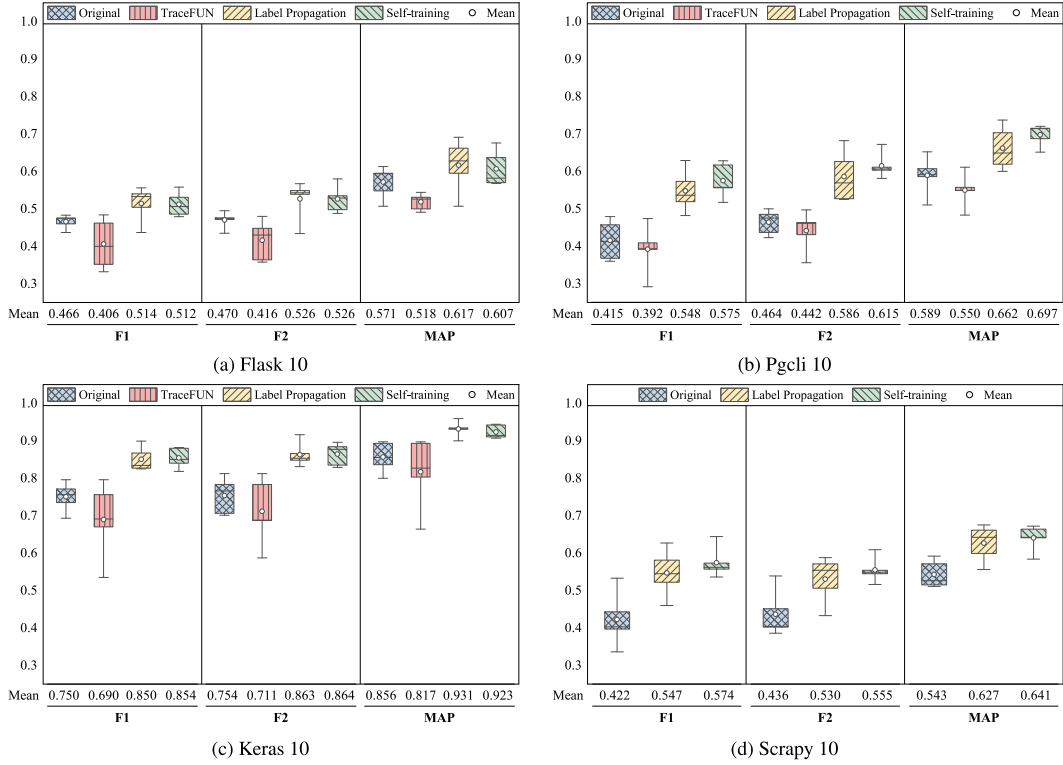 Original TraceFUN Label Propagation Self-training Mean
1.0
0.9
0.8
0.7
0.6
0.5
0.4
0.3
Mean 0.466 0.406 0.514 0.512 0.470 0.416 0.526 0.526 0.571 0.518 0.617 0.607
F1 F2 MAP
(a) Flask 10
Original TraceFUN Label Propagation Self-training Mean
1.0
0.9
0.8
0.7
0.6
0.5
0.4
0.3
Mean 0.415 0.392 0.548 0.575 0.464 0.442 0.586 0.615 0.589 0.550 0.662 0.697
F1 F2 MAP
(b) Pgcli 10
Original TraceFUN Label Propagation Self-training Mean
1.0
0.9
0.8
0.7
0.6
0.5
0.4
0.3
Mean 0.750 0.690 0.850 0.854 0.754 0.711 0.863 0.864 0.856 0.817 0.931 0.923
F1 F2 MAP
(c) Keras 10
Original Label Propagation Self-training Mean
1.0
0.9
0.8
0.7
0.6
0.5
0.4
0.3
Mean 0.422 0.547 0.574 0.436 0.530 0.555 0.543 0.627 0.641
F1 F2 MAP
(d) Scrapy 10